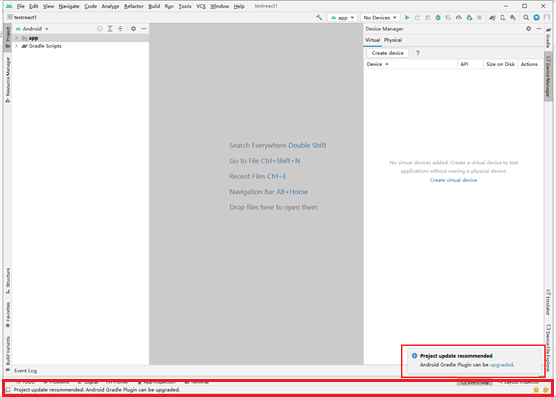 File Edit View Navigate Code Analyze Refactor Build Run Tools VCS Window Help testreact1
testreact1
app
No Devices
Android
Device Manager
Project
Resource Manager
app
Gradle Scripts
Virtual Physical
Create device ?
Device API Size on Disk Actions
Gradle
Device Manager
Search Everywhere Double Shift
Go to File Ctrl+Shift+N
Recent Files Ctrl+E
Navigation Bar Alt+Home
Drop files here to open them
No virtual devices added. Create a virtual device to test
applications without owning a physical device.
Create virtual device
Structure
Favorites
Build Variants
Emulator
Device File Explorer
Project update recommended
Android Gradle Plugin can be upgraded.
Event Log
TODO Problems Logcat Profiler App Inspection Terminal
Event Log Layout Inspector
Project update recommended: Android Gradle Plugin can be upgraded.